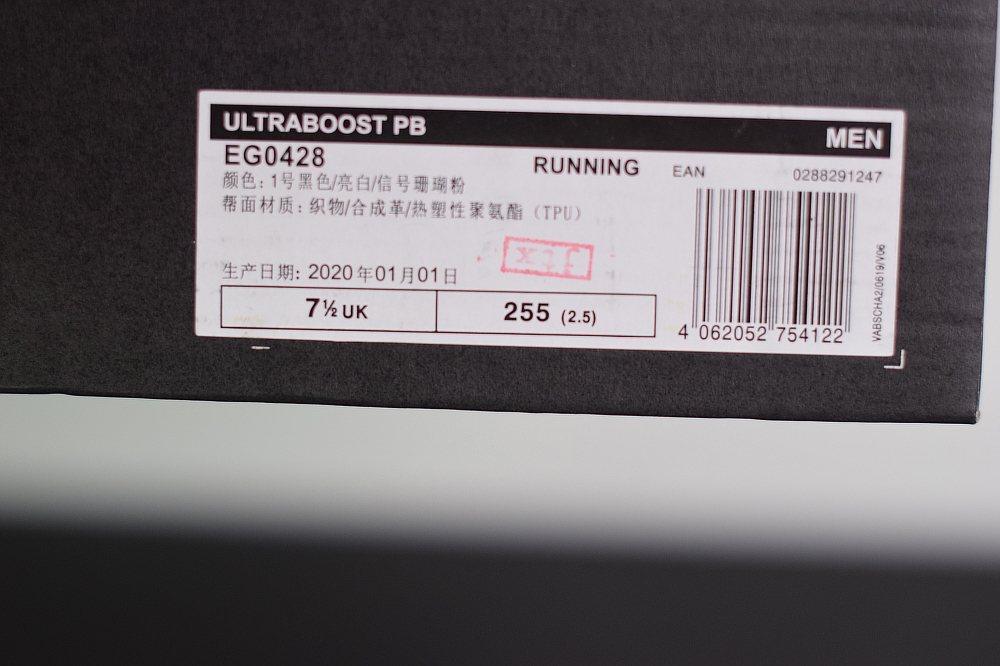 ULTRABOOST PB MEN
EG0428 RUNNING EAN 0288291247
颜色: 1号黑色/亮白/信号珊瑚粉
帮面材质: 织物/合成革/热塑性聚氨酯 (TPU)
生产日期: 2020年01月01日
7½ UK 255 (2.5)
4 062052 754122
VABSCHA2/0619/V06